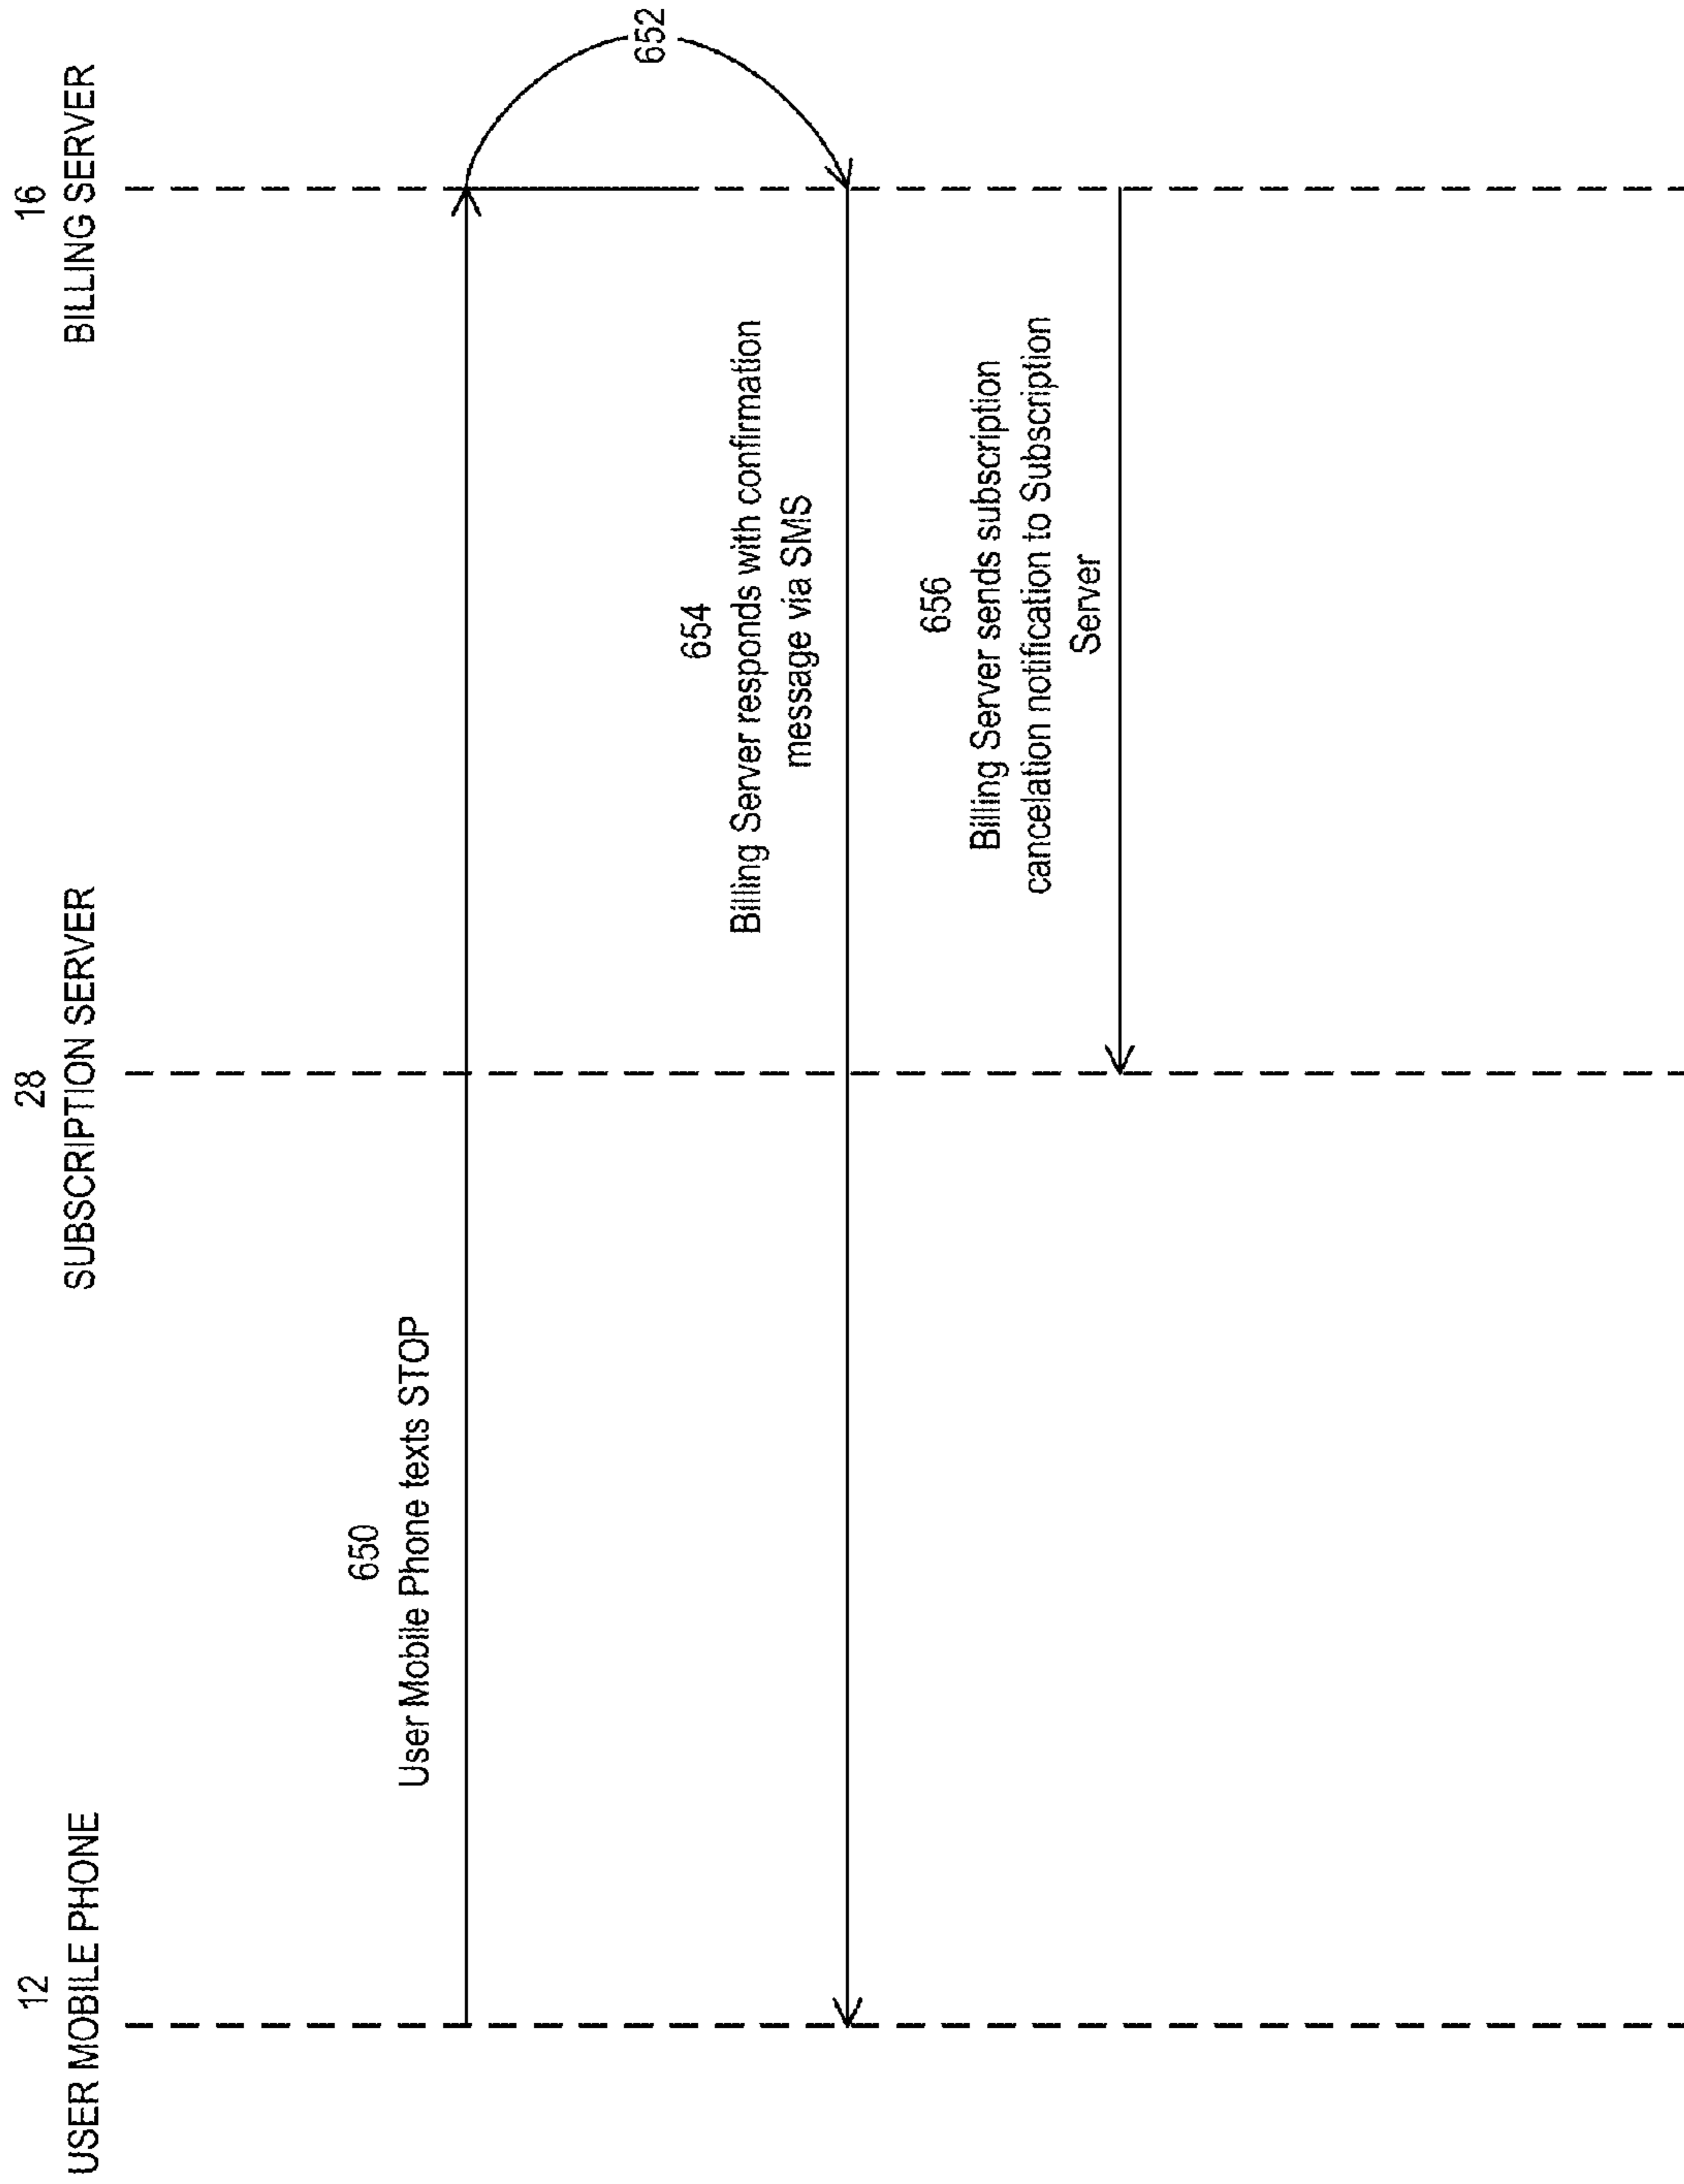 12
USER MOBILE PHONE
28
SUBSCRIPTION SERVER
16
BILLING SERVER
650
User Mobile Phone texts STOP
652
654
Billing Server responds with confirmation
message via SMS
656
Billing Server sends subscription
cancelation notification to Subscription
Server